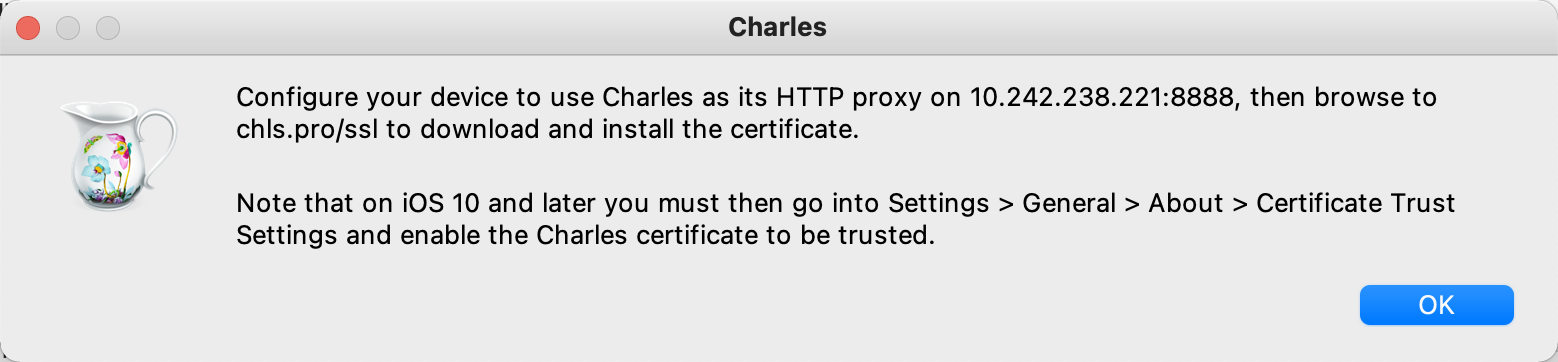 Charles
Configure your device to use Charles as its HTTP proxy on 10.242.238.221:8888, then browse to
chls.pro/ssl to download and install the certificate.
Note that on iOS 10 and later you must then go into Settings > General > About > Certificate Trust
Settings and enable the Charles certificate to be trusted.
OK